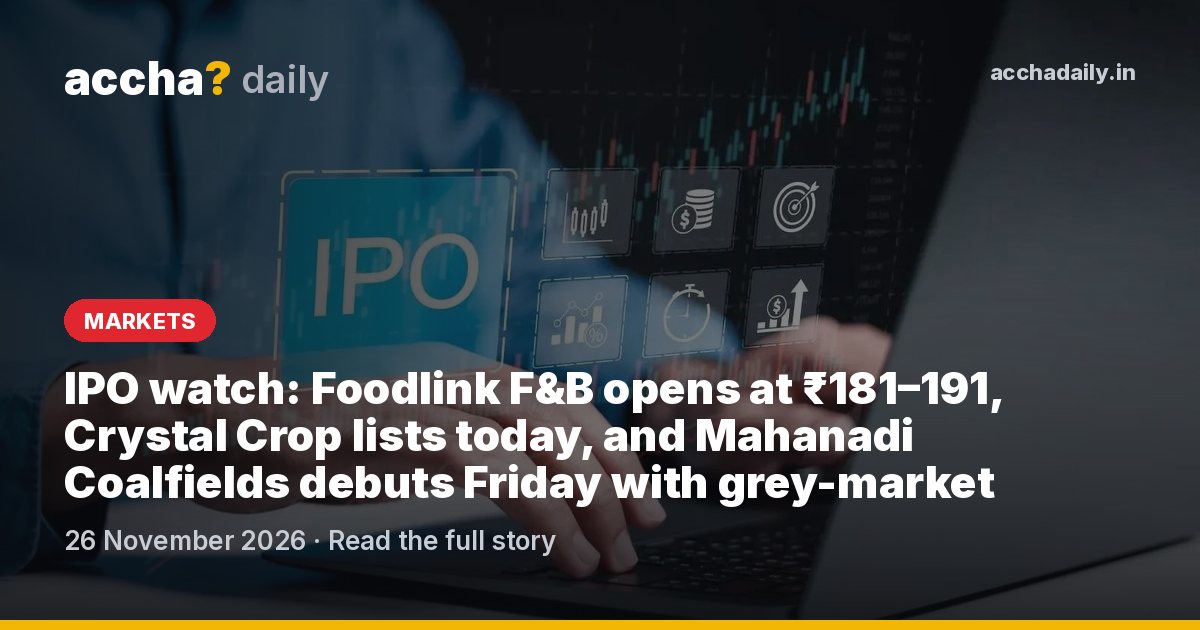 accha? daily
acchadaily.in
IPO
MARKETS
IPO watch: Foodlink F&B opens at ₹181–191,
Crystal Crop lists today, and Mahanadi
Coalfields debuts Friday with grey-market
26 November 2026 · Read the full story